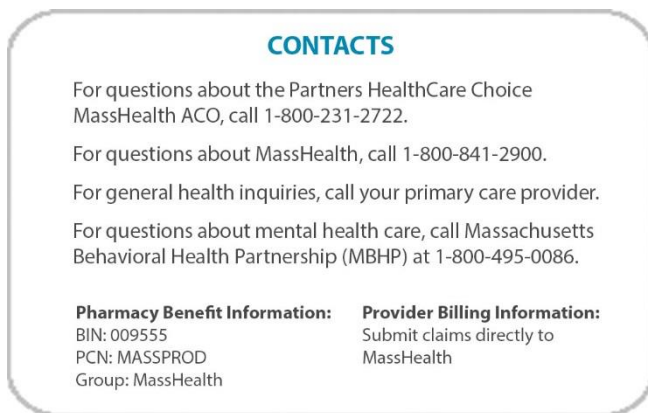 CONTACTS
For questions about the Partners HealthCare Choice
MassHealth ACO, call 1-800-231-2722.
For questions about MassHealth, call 1-800-841-2900.
For general health inquiries, call your primary care provider.
For questions about mental health care, call Massachusetts
Behavioral Health Partnership (MBHP) at 1-800-495-0086.
Pharmacy Benefit Information:
BIN: 009555
PCN: MASSPROD
Group: MassHealth
Provider Billing Information:
Submit claims directly to
MassHealth